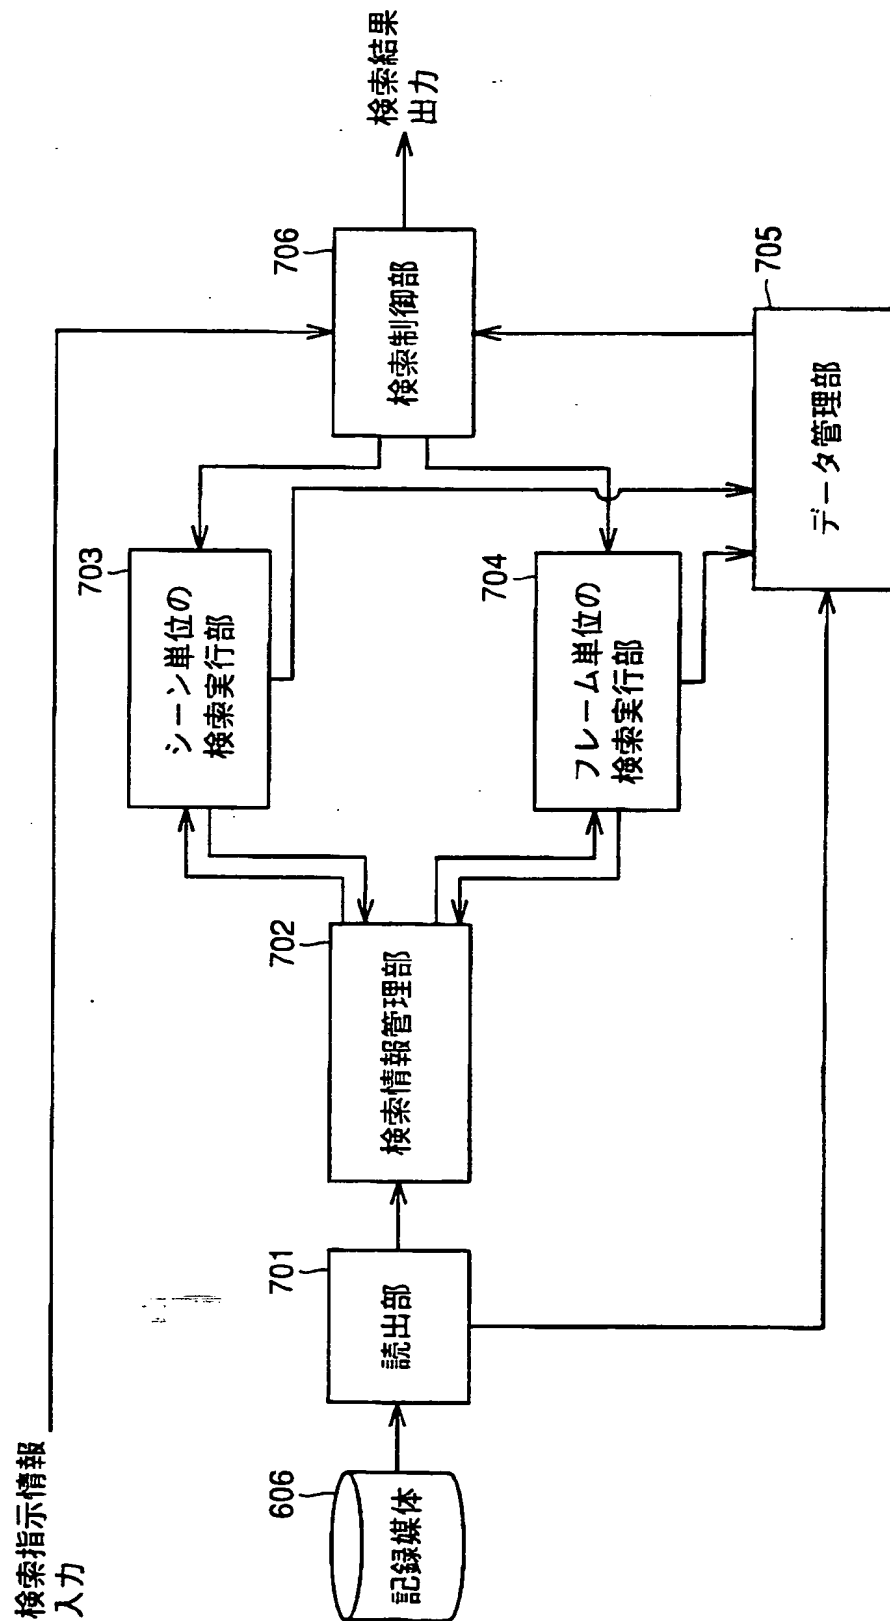 検索指示情報
入力
606
記録媒体
701
読出部
702
検索情報管理部
703
シーン単位の
検索実行部
704
フレーム単位の
検索実行部
705
データ管理部
706
検索制御部
検索結果
出力